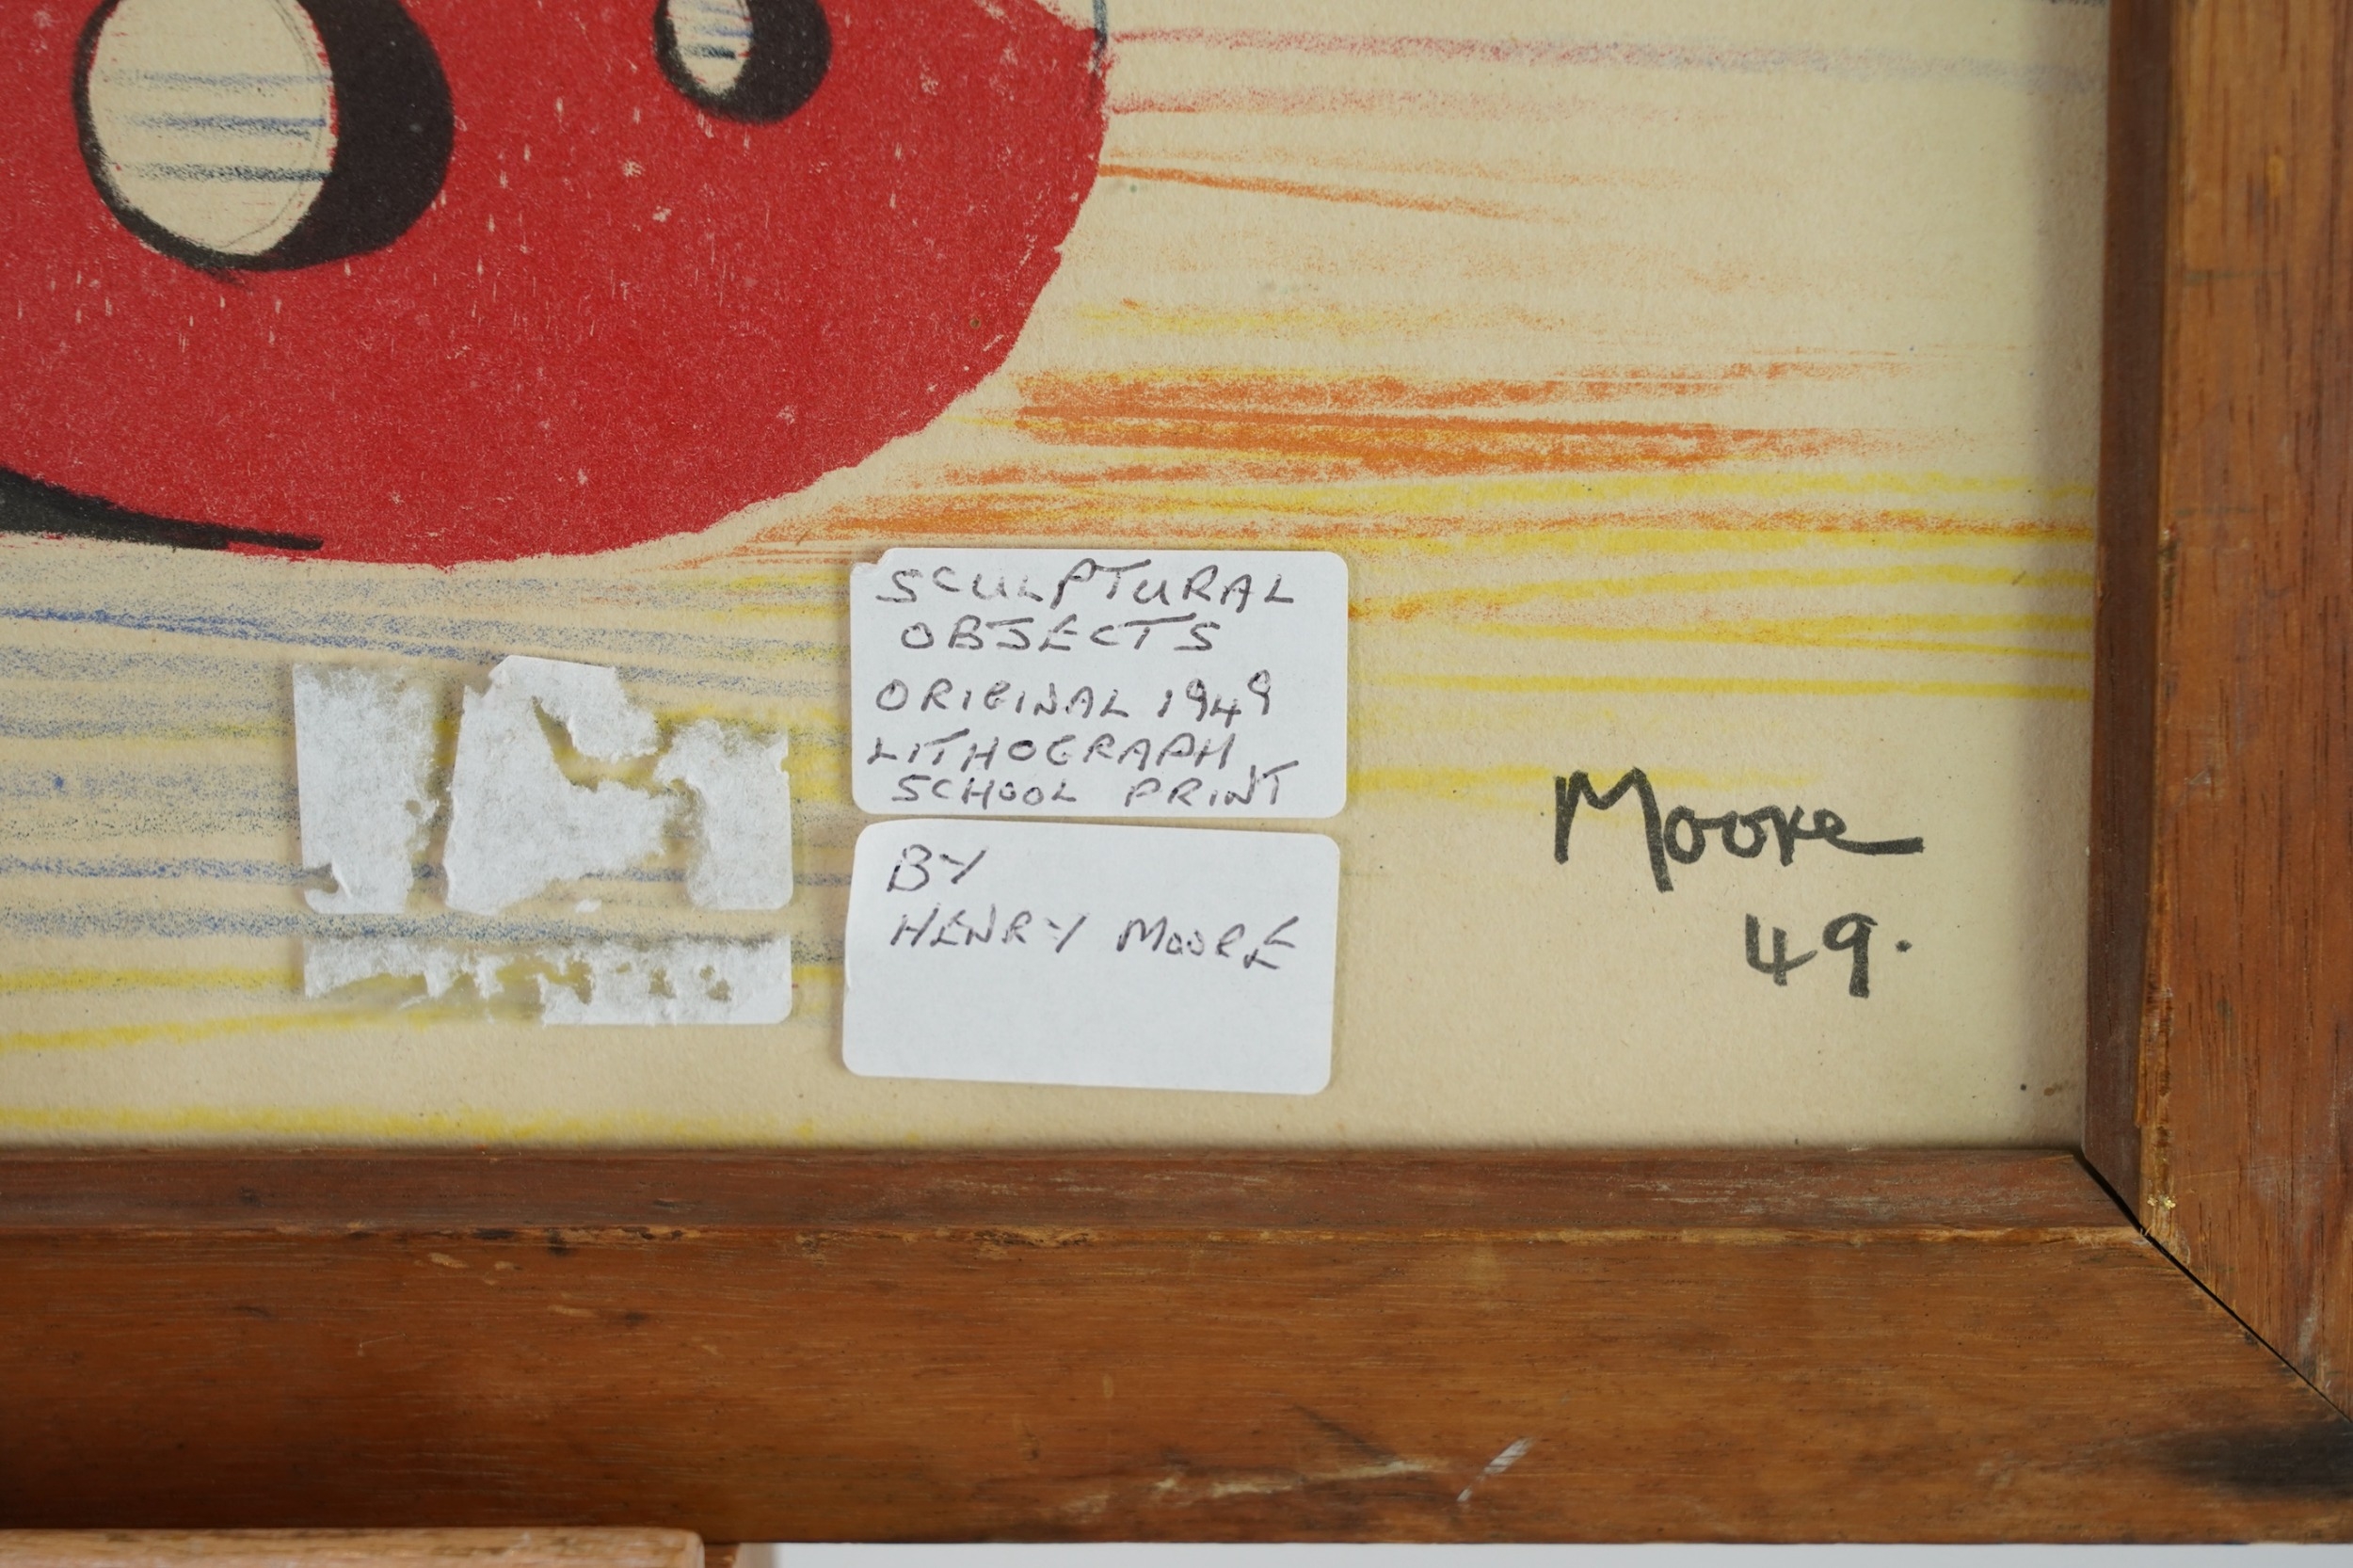 SCULPTURAL
OBJECTS
ORIGINAL 1949
LITHOGRAPH
SCHOOL PRINT
BY
HENRY MOORE
Moore
49.